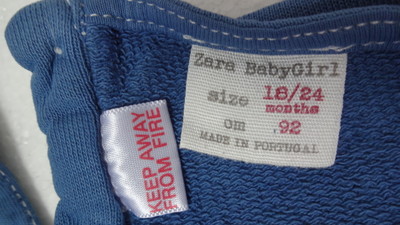 Zara BabyGirl
size 18/24
months
cm .92
MADE IN PORTUGAL
KEEP AWAY
FROM FIRE